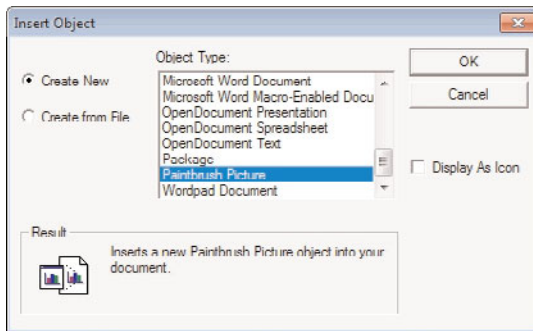 Insert Object
Object Type:
Create New
Create from File
Microsoft Word Document
Microsoft Word Macro-Enabled Docu
OpenDocument Presentation
OpenDocument Spreadsheet
OpenDocument Text
Package
Paintbrush Picture
Wordpad Document
OK
Cancel
Display As Icon
Result
Inserts a new Paintbrush Picture object into your
document.